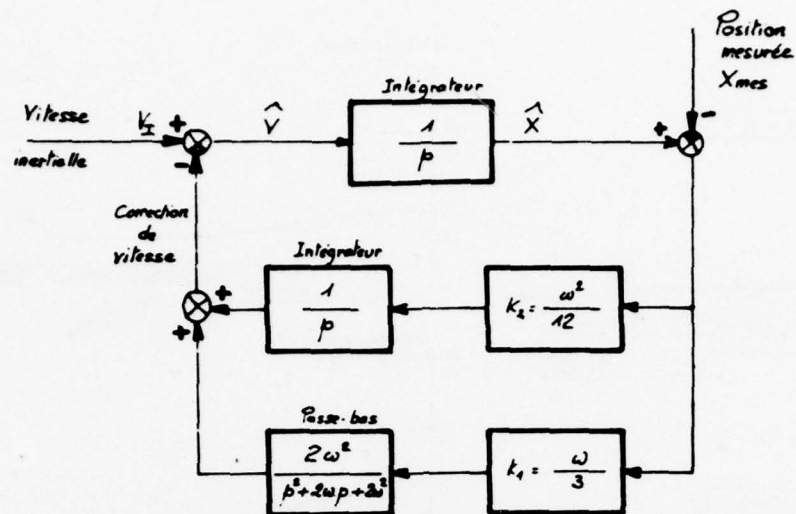 Position
mesurée
Xmes
-
Intégrateur
Vitesse
inertielle
V_I
+
-
V̂
1
p
X̂
+
Correction
de
vitesse
Intégrateur
+
+
1
p
K₂ = ω²
12
Passe-bas
2ω²
p²+2ωp+2ω²
k₁ = ω
3